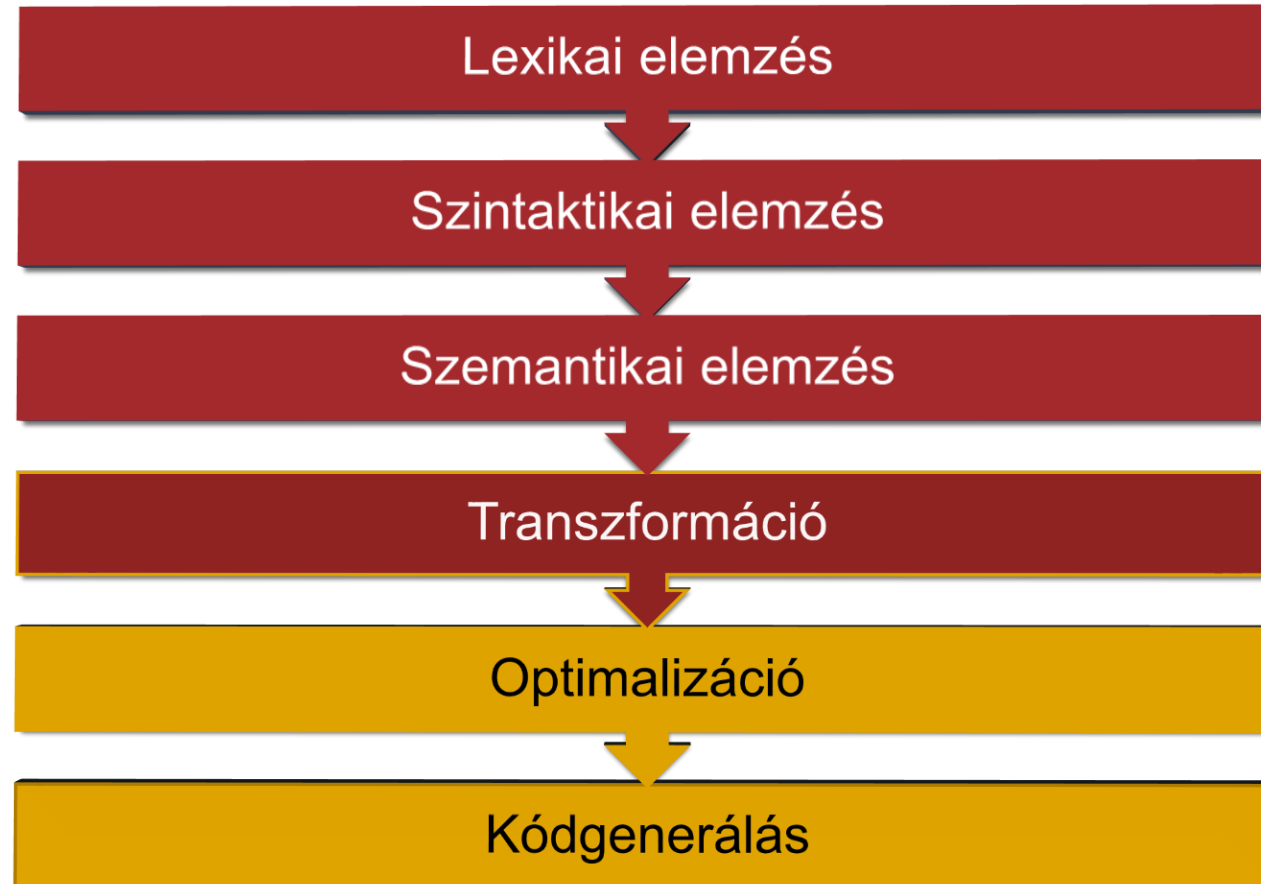 Lexikai elemzés
Szintaktikai elemzés
Szemantikai elemzés
Transzformáció
Optimalizáció
Kódgenerálás